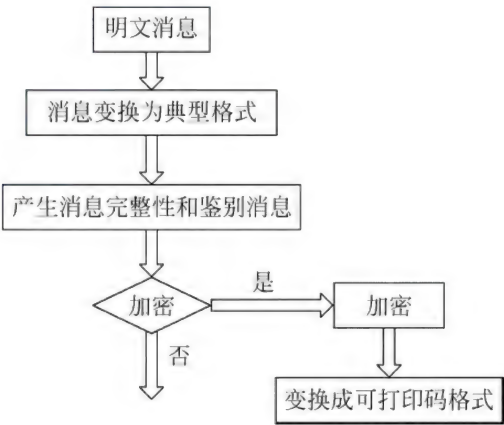 明文消息
消息变换为典型格式
产生消息完整性和鉴别消息
加密
是
加密
否
变换成可打印码格式